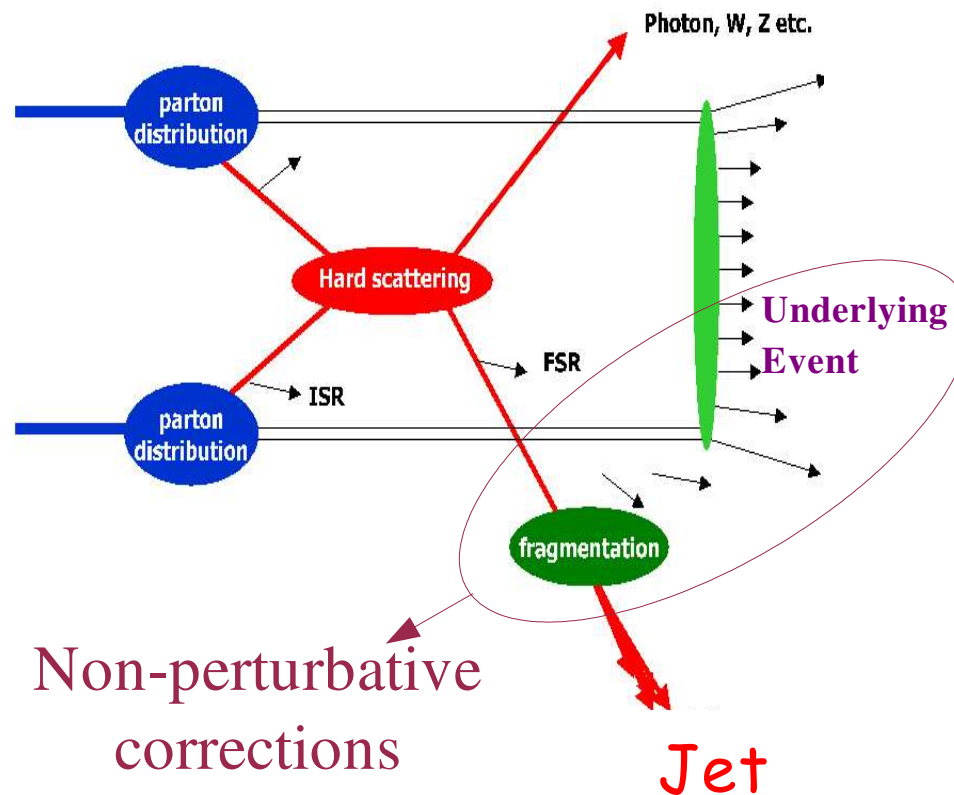 Photon, W, Z etc.
parton
distribution
Hard scattering
Underlying
Event
FSR
ISR
parton
distribution
fragmentation
Non-perturbative
corrections
Jet